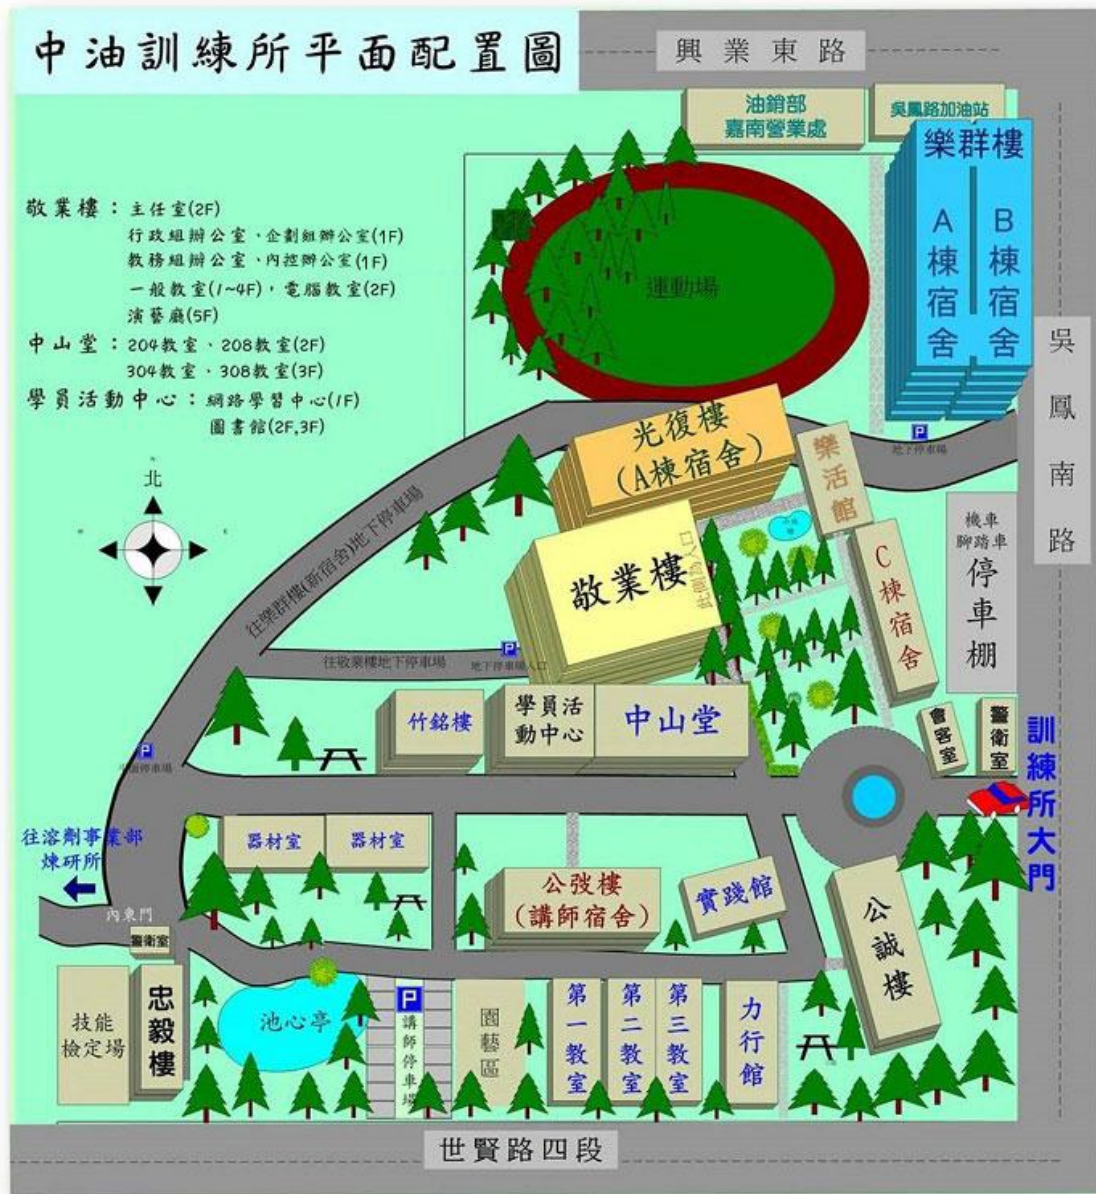 中油訓練所平面配置圖
興業東路
油銷部
嘉南營業處
吳鳳路加油站
樂群樓
A棟宿舍
B棟宿舍
敬業樓：主任室(2F)
行政組辦公室、企劃組辦公室(1F)
教務組辦公室、內控辦公室(1F)
一般教室(1~4F)，電腦教室(2F)
演藝廳(5F)
中山堂：204教室、208教室(2F)
304教室、308教室(3F)
學員活動中心：網路學習中心(1F)
圖書館(2F,3F)
運動場
吳鳳南路
北
光復樓
(A棟宿舍)
樂活館
P
地下停車場
往樂群樓(新宿舍)地下停車場
敬業樓
C棟宿舍
機車
腳踏車
停車棚
往敬業樓地下停車場
P
地下停車場入口
竹銘樓
學員活
動中心
中山堂
會客室
警衛室
訓練所大門
P
往溶劑事業部
煉研所
器材室
器材室
公弢樓
(講師宿舍)
實踐館
公誠樓
內東門
警衛室
技能
檢定場
忠毅樓
池心亭
P
講師停車場
園藝區
第一教室
第二教室
第三教室
力行館
世賢路四段